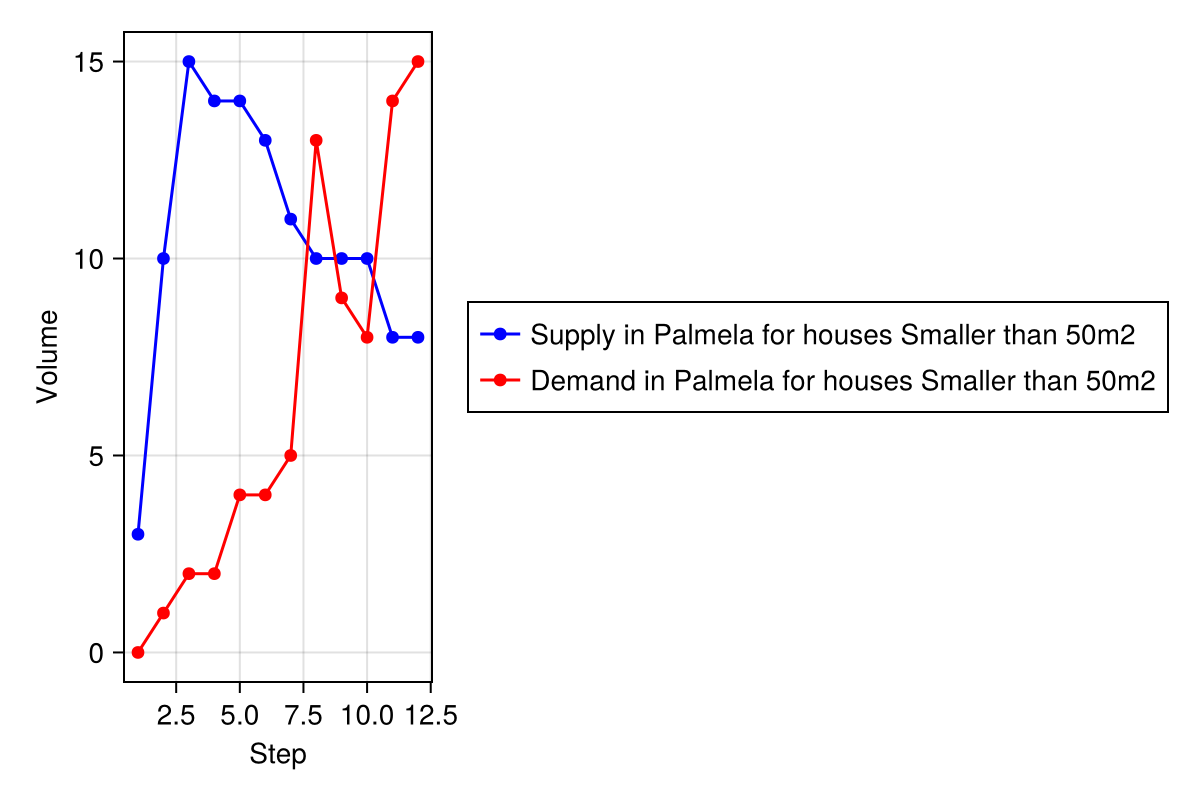 15
10
5
0
Volume
2.5 5.0 7.5 10.0 12.5
Step
Supply in Palmela for houses Smaller than 50m2
Demand in Palmela for houses Smaller than 50m2